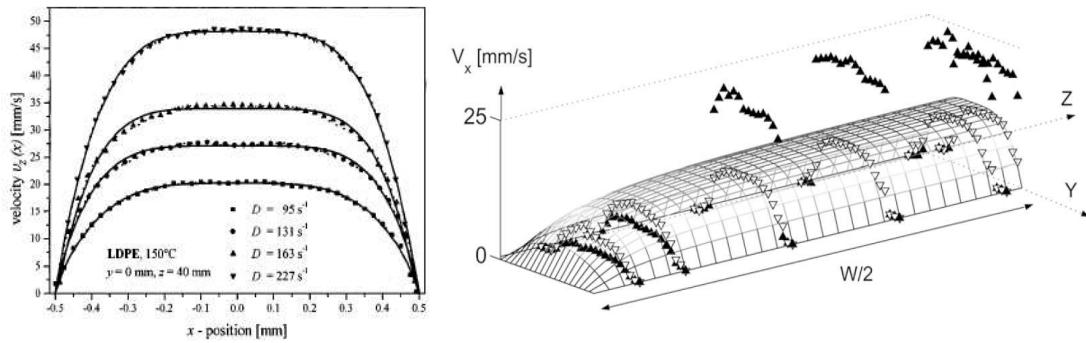 velocity υz (x) [mm/s]
50
45
40
35
30
25
20
15
10
5
0
D = 95 s-1
D = 131 s-1
D = 163 s-1
D = 227 s-1
LDPE, 150°C
y = 0 mm, z = 40 mm
-0.5 -0.4 -0.3 -0.2 -0.1 0.0 0.1 0.2 0.3 0.4 0.5
x - position [mm]
Vx [mm/s]
25
0
Z
Y
W/2